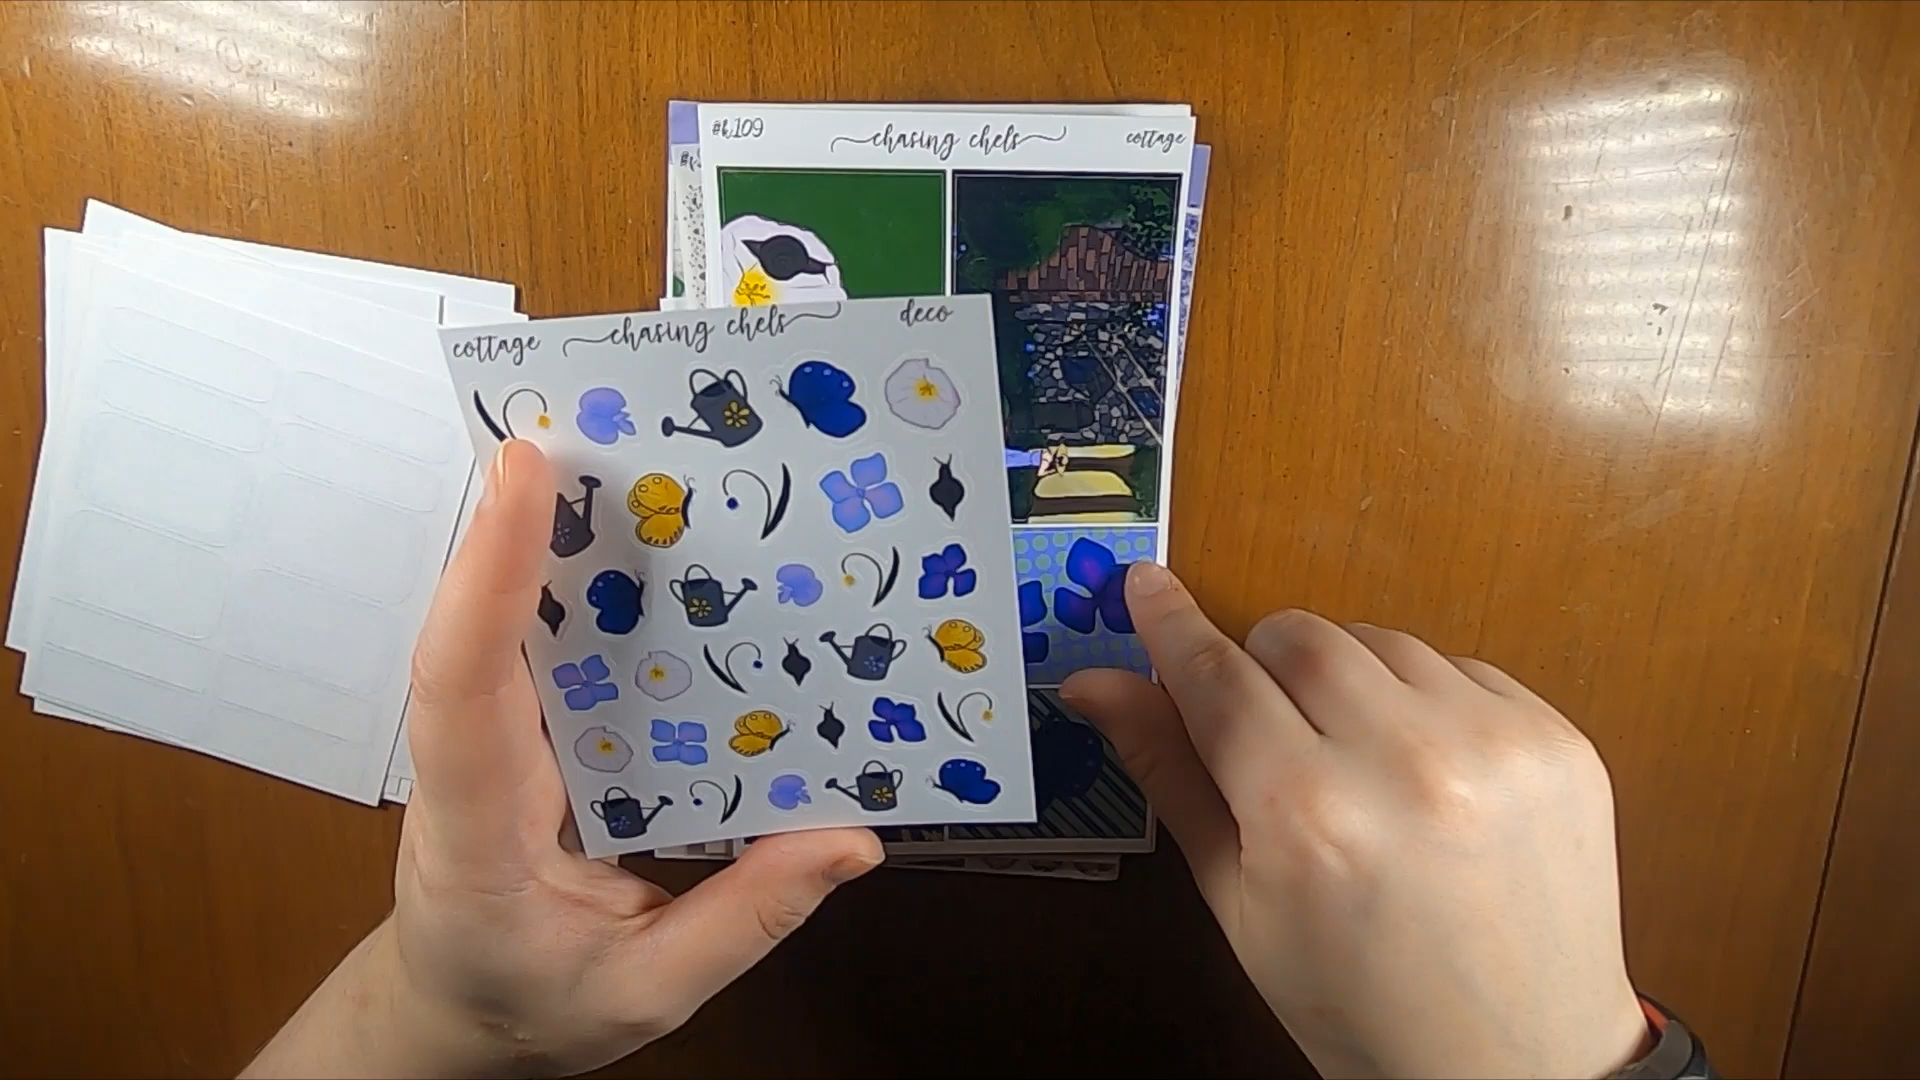 #k109 chasing chels cottage
#k
cottage chasing chels deco